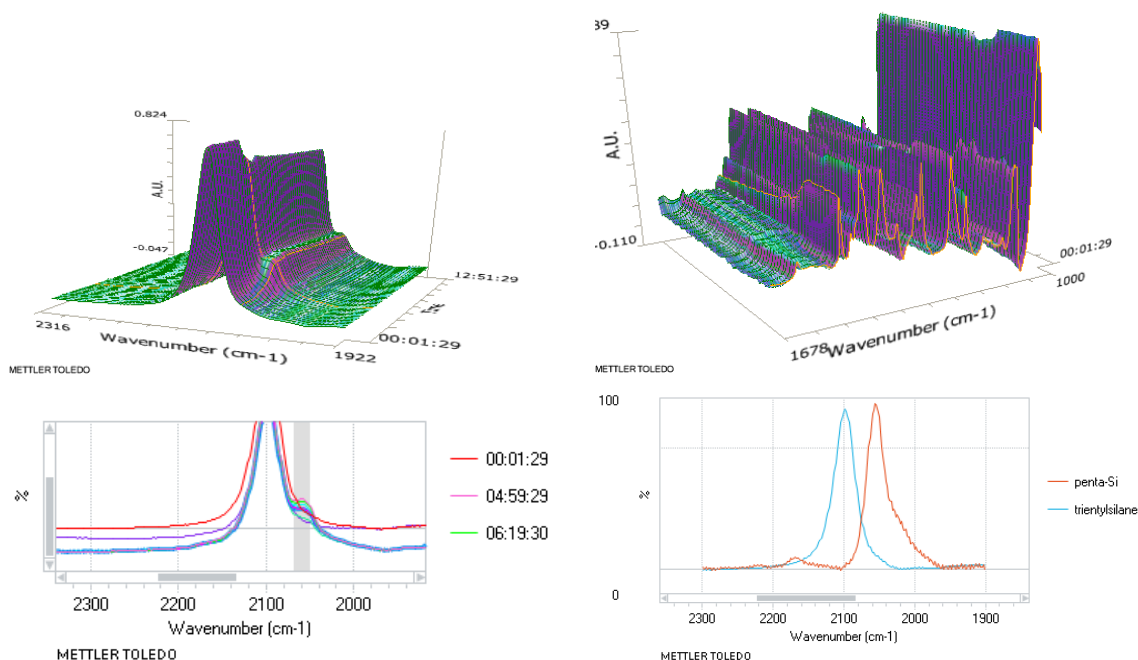 0.824
A.U.
-0.047
2316
Wavenumber (cm-1)
1922
00:01:29
Time
12:51:29
METTLER TOLEDO
39
A.U.
-0.110
1678
Wavenumber (cm-1)
1000
00:01:29
METTLER TOLEDO
%
00:01:29
04:59:29
06:19:30
2300
2200
2100
2000
Wavenumber (cm-1)
METTLER TOLEDO
100
%
0
penta-Si
trientylsilane
2300
2200
2100
2000
1900
Wavenumber (cm-1)
METTLER TOLEDO